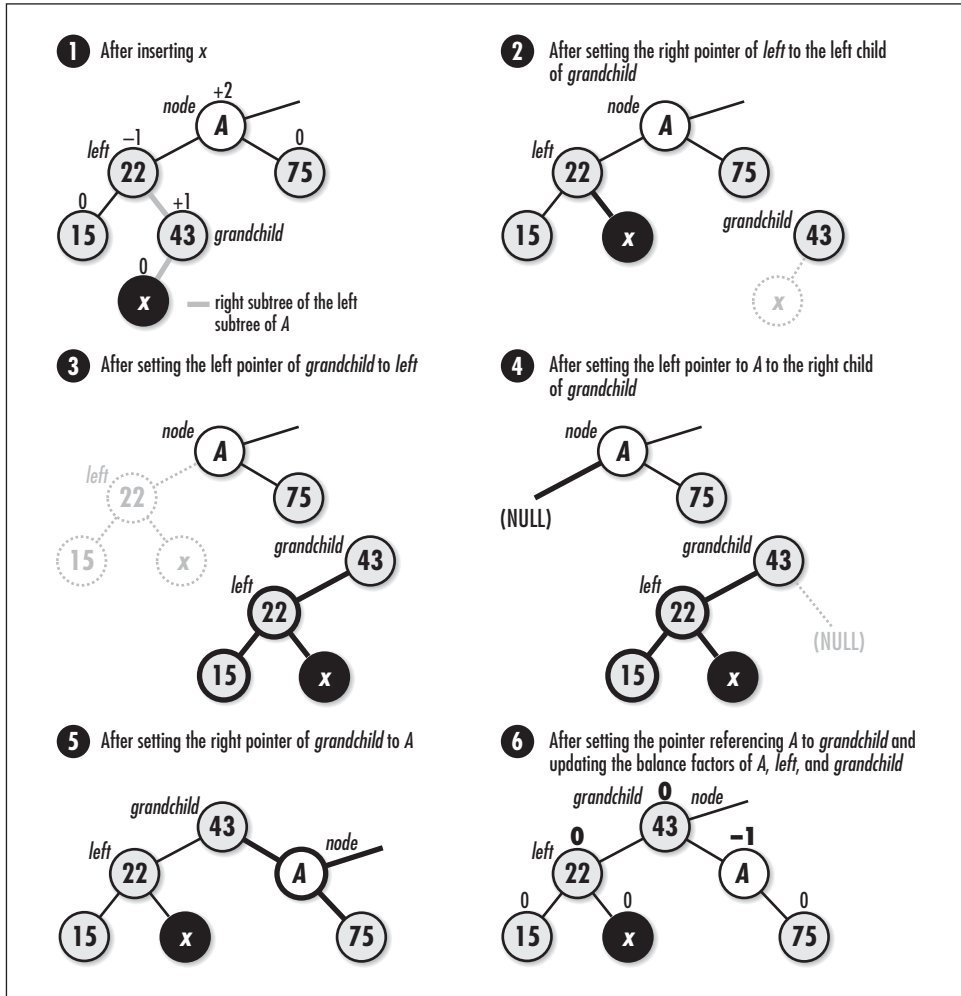 1 After inserting x
+2
node
A
−1
left
0
22
75
0
+1
15
43
grandchild
0
x
right subtree of the left
subtree of A
2 After setting the right pointer of left to the left child
of grandchild
node
A
left
22
75
grandchild
15
x
43
x
3 After setting the left pointer of grandchild to left
node
A
left
22
75
15
x
grandchild
43
left
22
15
x
4 After setting the left pointer to A to the right child
of grandchild
node
A
75
(NULL)
grandchild
43
left
22
(NULL)
15
x
5 After setting the right pointer of grandchild to A
grandchild
43
node
left
22
A
15
x
75
6 After setting the pointer referencing A to grandchild and
updating the balance factors of A, left, and grandchild
grandchild 0 node
43
0
−1
left
22
A
0
0
0
15
x
75